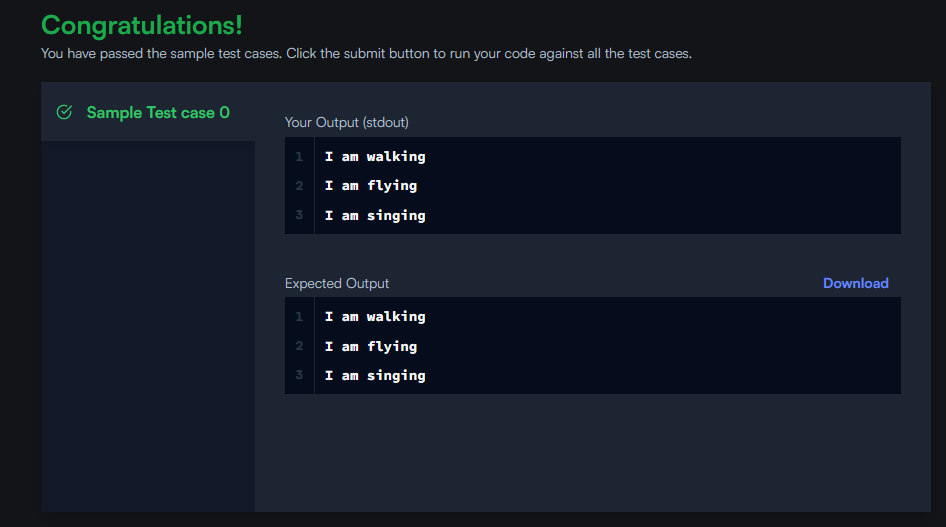 Congratulations!
You have passed the sample test cases. Click the submit button to run your code against all the test cases.
Sample Test case 0
Your Output (stdout)
1 I am walking
2 I am flying
3 I am singing
Expected Output Download
1 I am walking
2 I am flying
3 I am singing